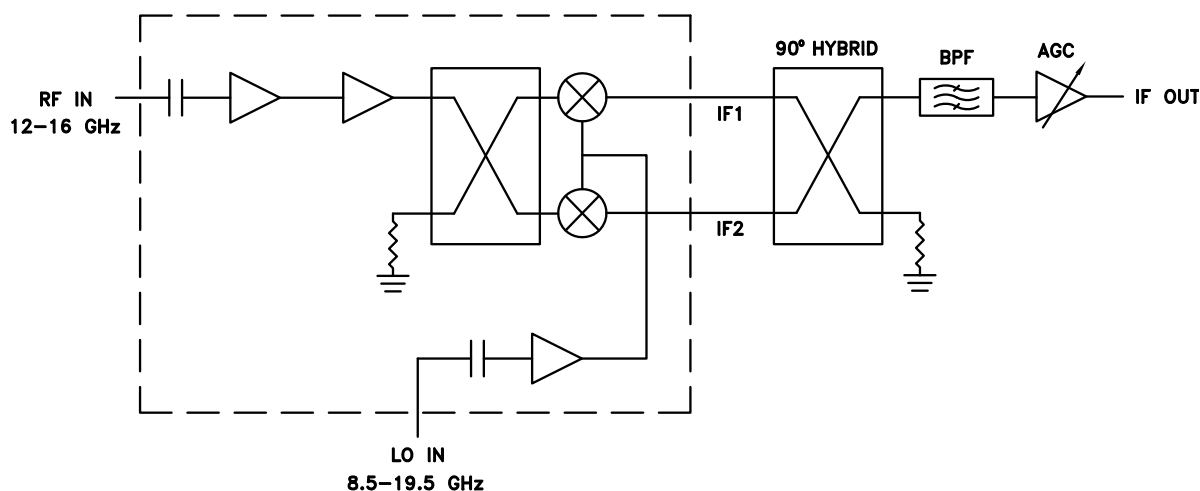 90° HYBRID
BPF
AGC
RF IN
12–16 GHz
IF1
IF OUT
IF2
LO IN
8.5–19.5 GHz